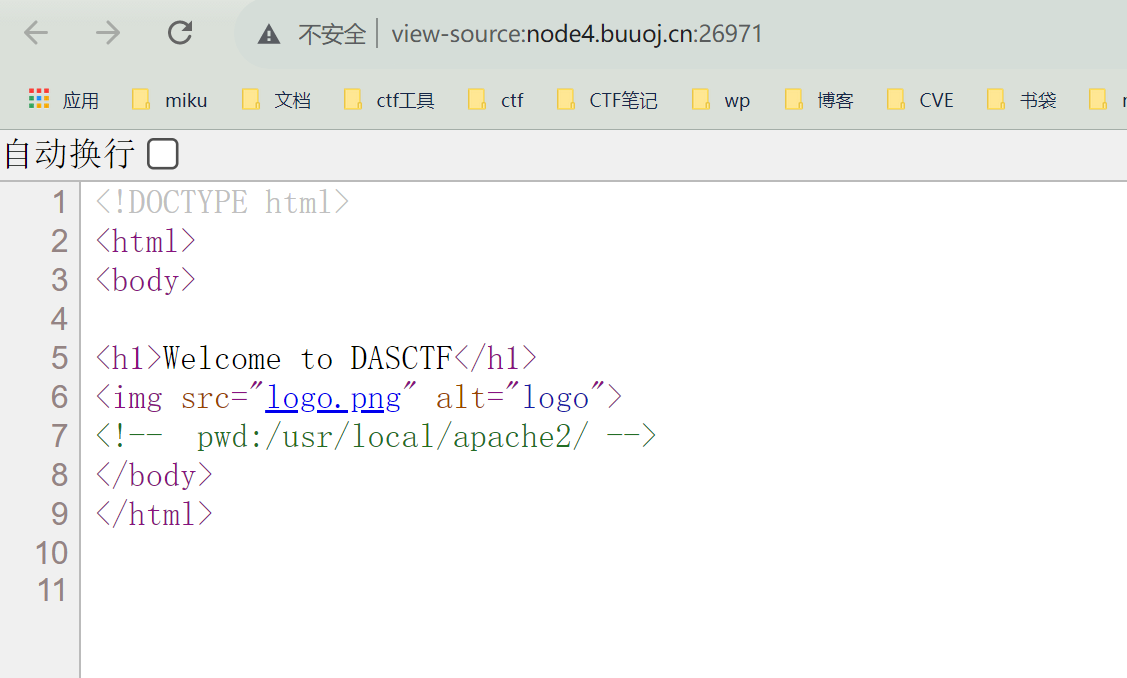 不安全 view-source:node4.buuoj.cn:26971
应用 miku 文档 ctf工具 ctf CTF笔记 wp 博客 CVE 书袋
自动换行
1 <!DOCTYPE html>
2 <html>
3 <body>
4
5 <h1>Welcome to DASCTF</h1>
6 <img src="logo.png" alt="logo">
7 <!--  pwd:/usr/local/apache2/ -->
8 </body>
9 </html>
10
11